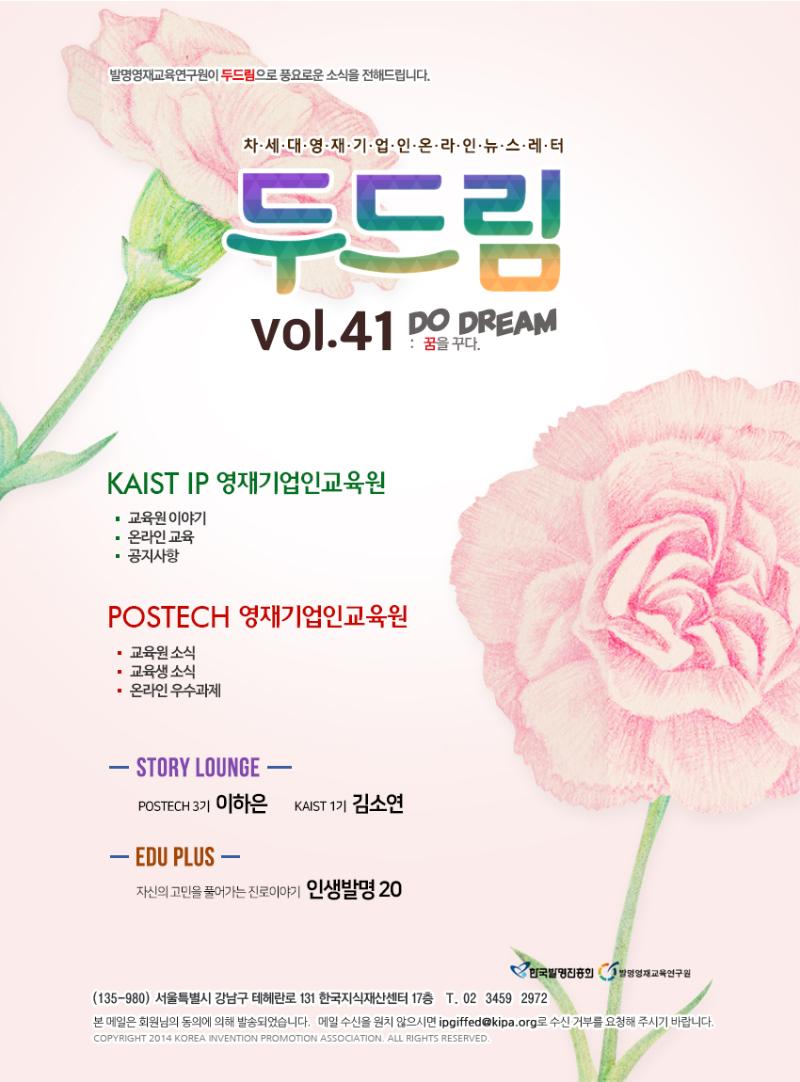 발명영재교육연구원이 두드림으로 풍요로운 소식을 전해드립니다.
차·세·대·영·재·기·업·인·온·라·인·뉴·스·레·터
두드림
vol.41 DO DREAM
: 꿈을 꾸다.
KAIST IP 영재기업인교육원
▪ 교육원 이야기
▪ 온라인 교육
▪ 공지사항
POSTECH 영재기업인교육원
▪ 교육원 소식
▪ 교육생 소식
▪ 온라인 우수과제
STORY LOUNGE
POSTECH 3기 이하은 KAIST 1기 김소연
EDU PLUS
자신의 고민을 풀어가는 진로이야기 인생발명 20
한국발명진흥회 발명영재교육연구원
(135-980) 서울특별시 강남구 테헤란로 131 한국지식재산센터 17층 T. 02 3459 2972
본 메일은 회원님의 동의에 의해 발송되었습니다. 메일 수신을 원치 않으시면 ipgiffed@kipa.org로 수신 거부를 요청해 주시기 바랍니다.
COPYRIGHT 2014 KOREA INVENTION PROMOTION ASSOCIATION. ALL RIGHTS RESERVED.